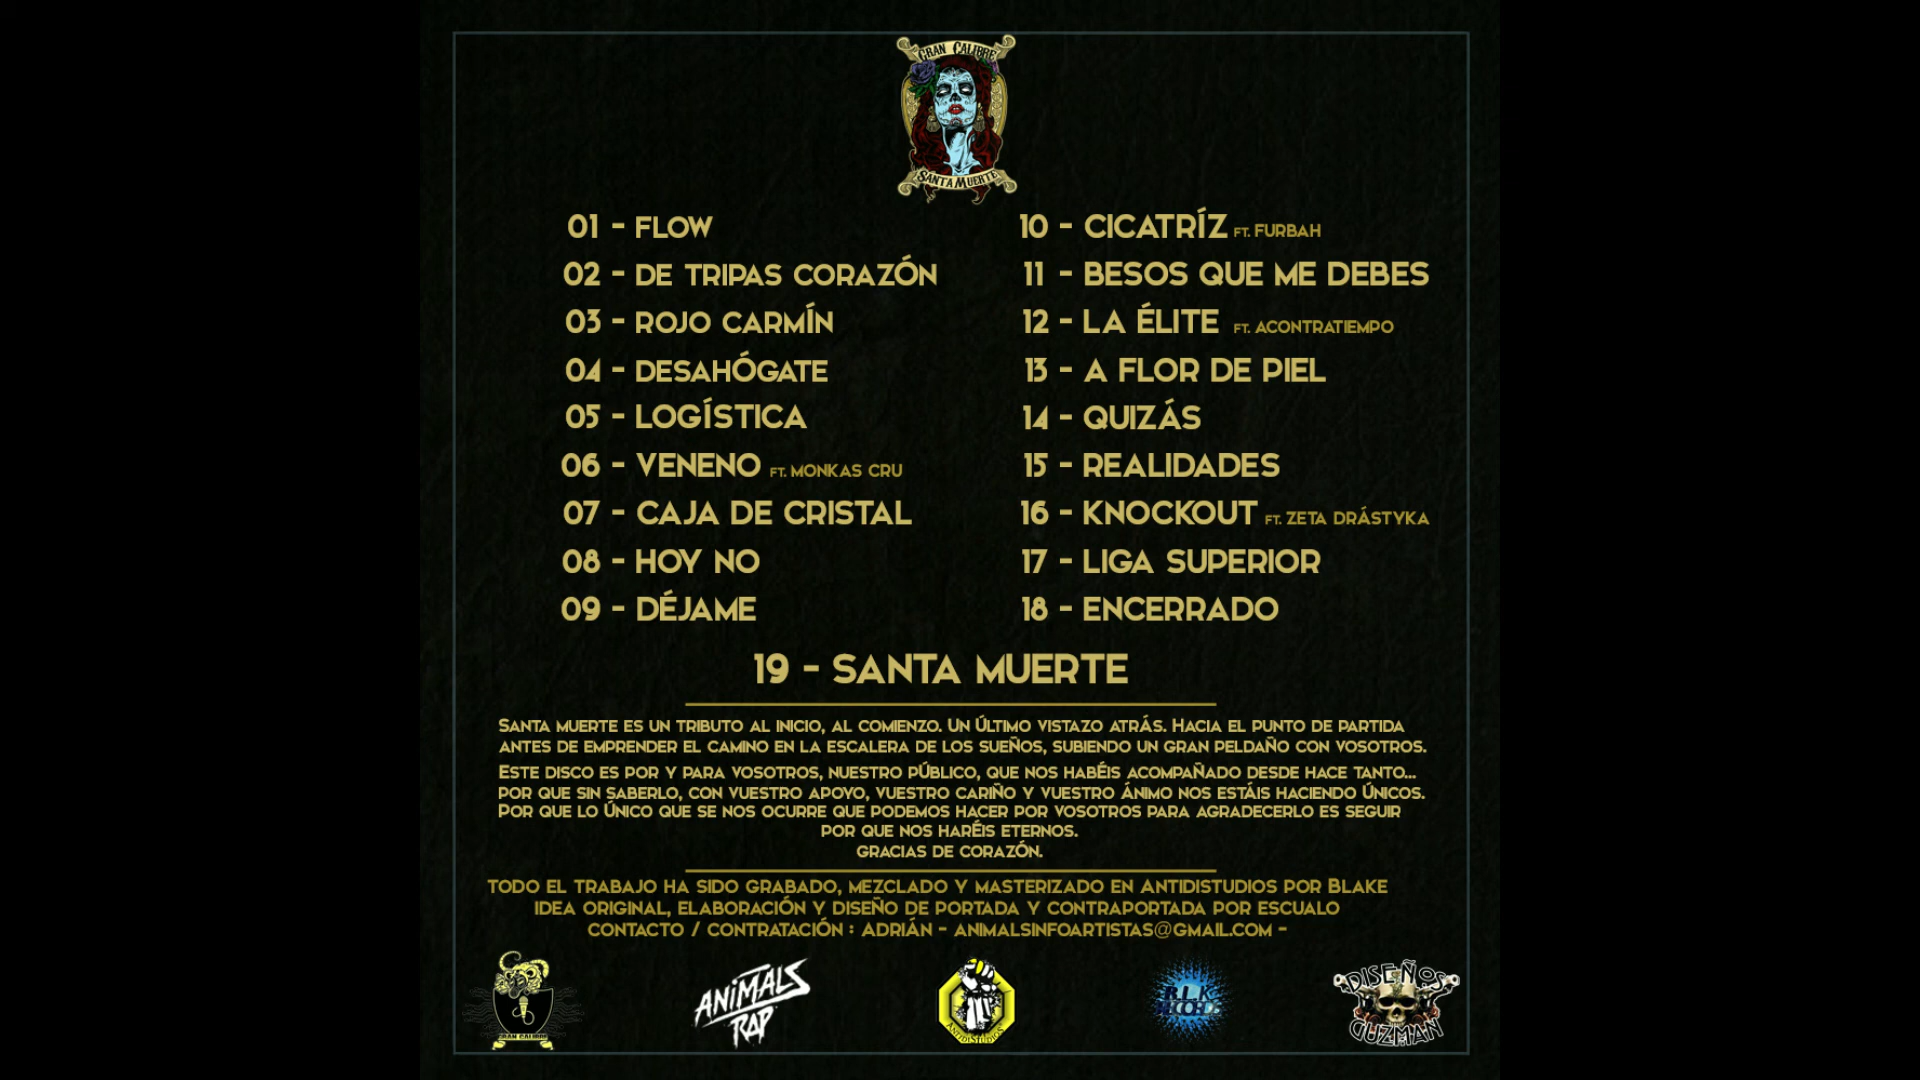 GRAN CALIBRE
SANTA MUERTE
01 - FLOW
02 - DE TRIPAS CORAZÓN
03 - ROJO CARMÍN
04 - DESAHÓGATE
05 - LOGÍSTICA
06 - VENENO FT. MONKAS CRU
07 - CAJA DE CRISTAL
08 - HOY NO
09 - DÉJAME
10 - CICATRÍZ FT. FURBAH
11 - BESOS QUE ME DEBES
12 - LA ÉLITE FT. ACONTRATIEMPO
13 - A FLOR DE PIEL
14 - QUIZÁS
15 - REALIDADES
16 - KNOCKOUT FT. ZETA DRÁSTYKA
17 - LIGA SUPERIOR
18 - ENCERRADO
19 - SANTA MUERTE
SANTA MUERTE ES UN TRIBUTO AL INICIO, AL COMIENZO. UN ÚLTIMO VISTAZO ATRÁS. HACIA EL PUNTO DE PARTIDA
ANTES DE EMPRENDER EL CAMINO EN LA ESCALERA DE LOS SUEÑOS, SUBIENDO UN GRAN PELDAÑO CON VOSOTROS.
ESTE DISCO ES POR Y PARA VOSOTROS, NUESTRO PÚBLICO, QUE NOS HABÉIS ACOMPAÑADO DESDE HACE TANTO...
POR QUE SIN SABERLO, CON VUESTRO APOYO, VUESTRO CARIÑO Y VUESTRO ÁNIMO NOS ESTÁIS HACIENDO ÚNICOS.
POR QUE LO ÚNICO QUE SE NOS OCURRE QUE PODEMOS HACER POR VOSOTROS PARA AGRADECERLO ES SEGUIR
POR QUE NOS HARÉIS ETERNOS.
GRACIAS DE CORAZÓN.
TODO EL TRABAJO HA SIDO GRABADO, MEZCLADO Y MASTERIZADO EN ANTIDISTUDIOS POR BLAKE
IDEA ORIGINAL, ELABORACIÓN Y DISEÑO DE PORTADA Y CONTRAPORTADA POR ESCUALO
CONTACTO / CONTRATACIÓN : ADRIÁN - ANIMALSINFOARTISTAS@GMAIL.COM -
GRAN CALIBRE
ANiMALS
RAP
ANTIDISTUDIOS
B.L.K
RECORDS
DISEÑOS
GUZMAN